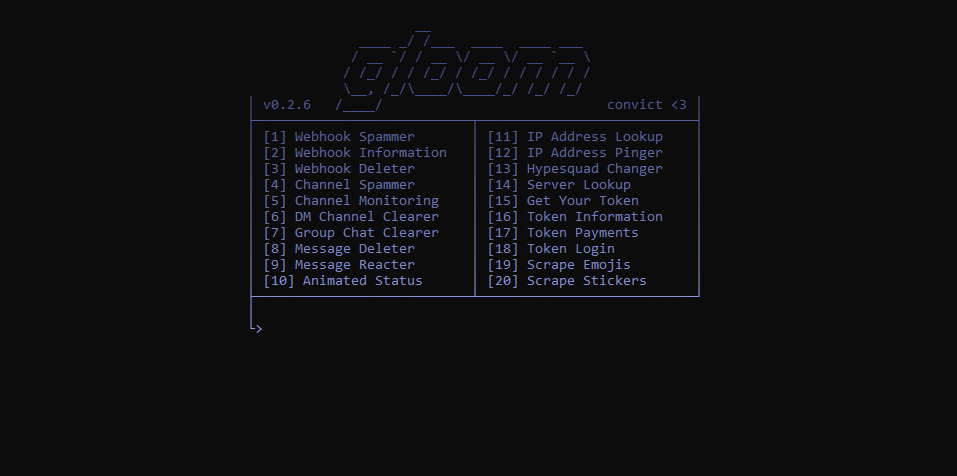 gloom
v0.2.6 convict <3
[1] Webhook Spammer
[2] Webhook Information
[3] Webhook Deleter
[4] Channel Spammer
[5] Channel Monitoring
[6] DM Channel Clearer
[7] Group Chat Clearer
[8] Message Deleter
[9] Message Reacter
[10] Animated Status
[11] IP Address Lookup
[12] IP Address Pinger
[13] Hypesquad Changer
[14] Server Lookup
[15] Get Your Token
[16] Token Information
[17] Token Payments
[18] Token Login
[19] Scrape Emojis
[20] Scrape Stickers
>